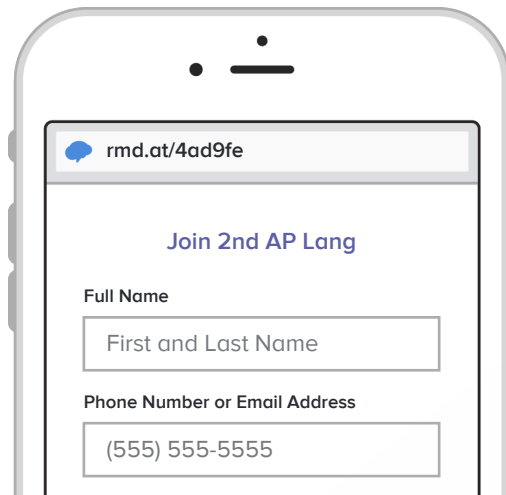 rmd.at/4ad9fe
Join 2nd AP Lang
Full Name
First and Last Name
Phone Number or Email Address
(555) 555-5555